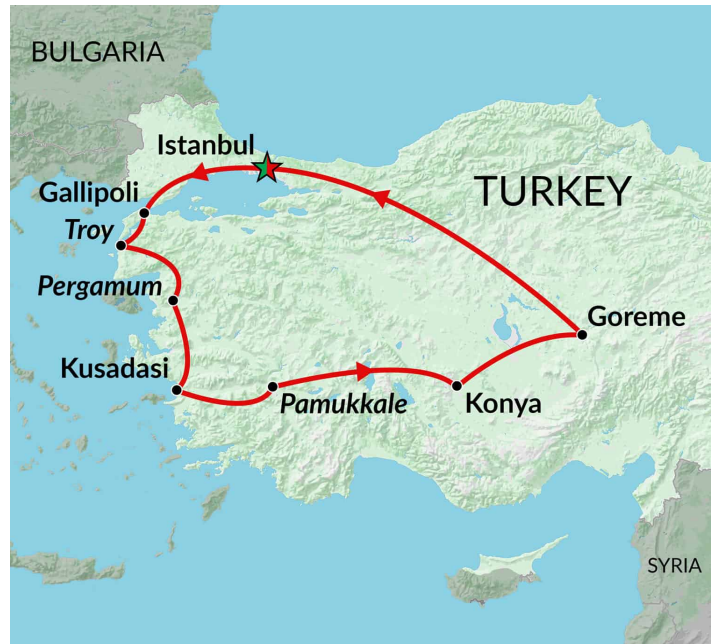 BULGARIA
Istanbul
TURKEY
Gallipoli
Troy
Pergamum
Goreme
Kusadasi
Pamukkale
Konya
SYRIA